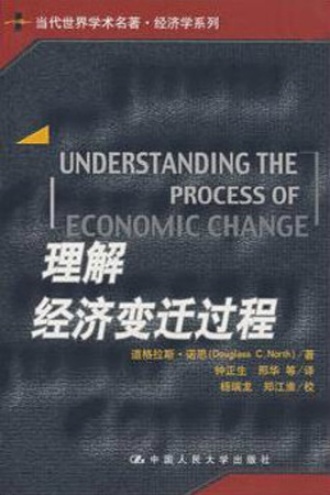 当代世界学术名著·经济学系列
UNDERSTANDING THE
PROCESS OF
ECONOMIC CHANGE
理解
经济变迁过程
道格拉斯·诺思(Douglass C.North) 著
钟正生 邢华 等 译
杨瑞龙 郑江淮 校
中国人民大学出版社